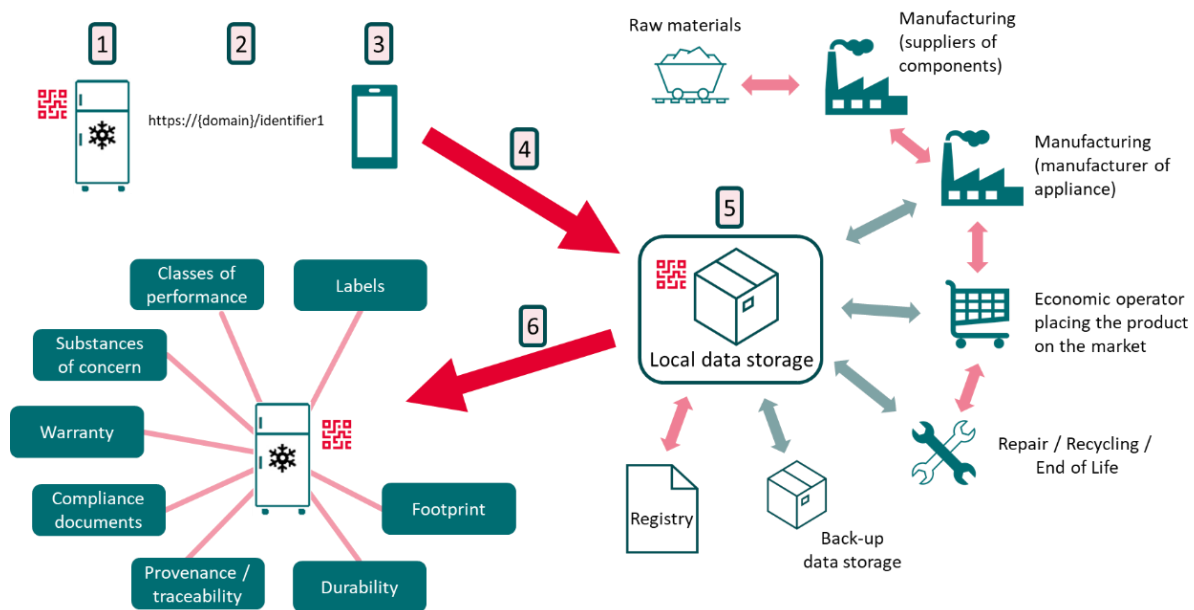 1
2
3
https://{domain}/identifier1
4
5
6
Raw materials
Manufacturing
(suppliers of
components)
Manufacturing
(manufacturer of
appliance)
Economic operator
placing the product
on the market
Repair / Recycling /
End of Life
Local data storage
Registry
Back-up
data storage
Classes of
performance
Labels
Substances
of concern
Warranty
Compliance
documents
Provenance /
traceability
Durability
Footprint